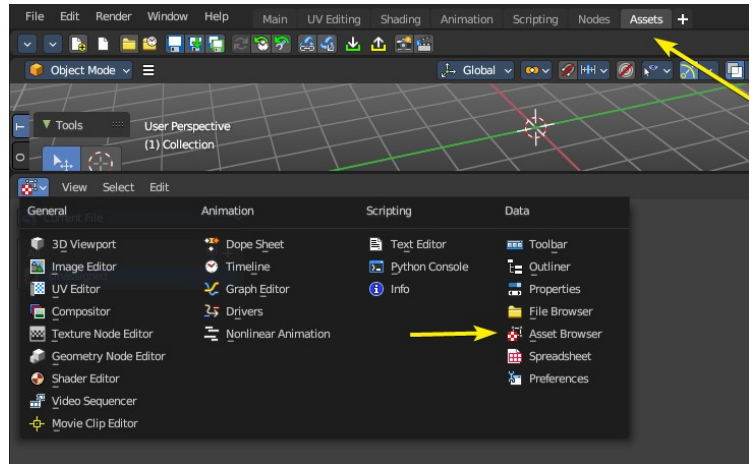 File Edit Render Window Help Main UV Editing Shading Animation Scripting Nodes Assets +
Object Mode Global
Tools
User Perspective
(1) Collection
View Select Edit
General
Current File
3D Viewport
Image Editor
UV Editor
Compositor
Texture Node Editor
Geometry Node Editor
Shader Editor
Video Sequencer
Movie Clip Editor
Animation
Dope Sheet
Timeline
Graph Editor
Drivers
Nonlinear Animation
Scripting
Text Editor
Python Console
Info
Data
Toolbar
Outliner
Properties
File Browser
Asset Browser
Spreadsheet
Preferences